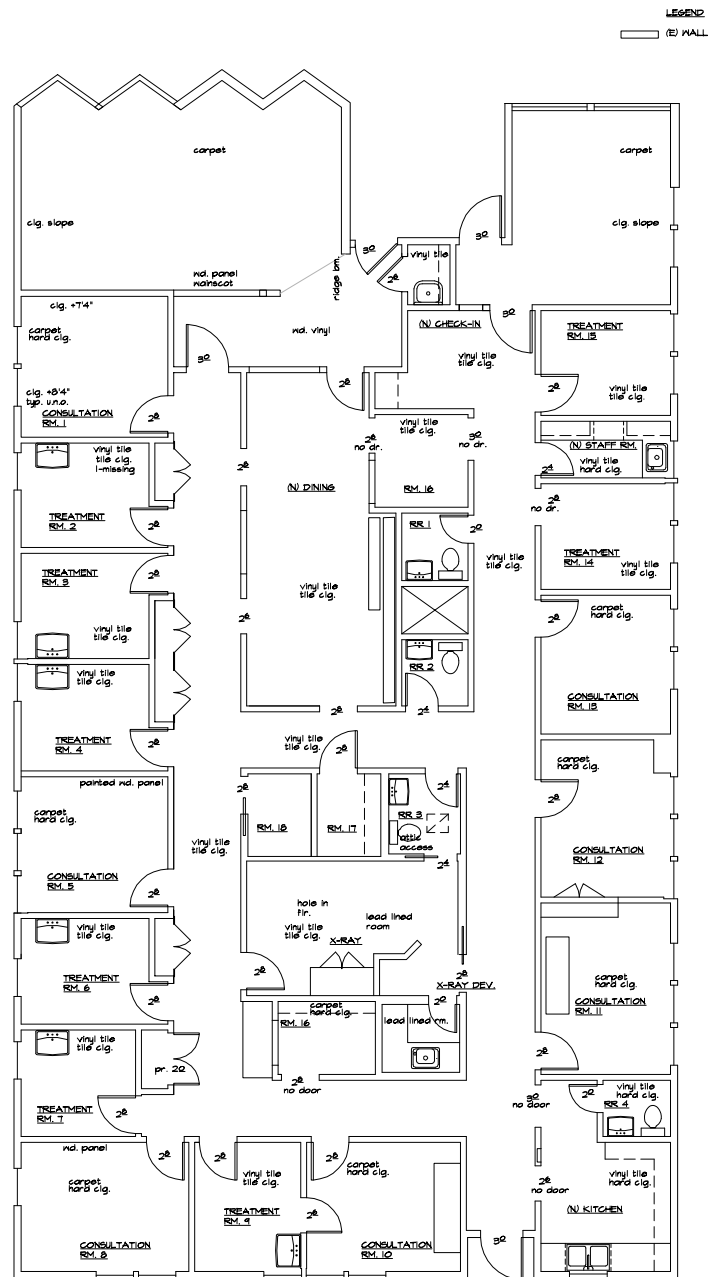 LEGEND
(E) WALL
carpet
carpet
clg. slope
clg. slope
3⁰
3⁰
vinyl tile
ridge bm.
2⁸
wd. panel
wainscot
clg. +7'4"
3⁰
(N) CHECK-IN
TREATMENT
RM. 15
wd. vinyl
carpet
hard clg.
3⁰
vinyl tile
tile clg.
2⁸
2⁸
vinyl tile
tile clg.
clg. +8'4"
typ. u.n.o.
CONSULTATION
RM. 1
2⁸
vinyl tile
tile clg.
2⁸
no dr.
3⁰
no dr.
(N) STAFF RM.
vinyl tile
tile clg.
1-missing
2⁸
2⁴
vinyl tile
hard clg.
(N) DINING
RM. 16
2⁸
no dr.
TREATMENT
RM. 2
2⁸
RR 1
2⁰
vinyl tile
tile clg.
TREATMENT
RM. 14
vinyl tile
tile clg.
TREATMENT
RM. 3
2⁸
vinyl tile
tile clg.
carpet
hard clg.
2⁶
2⁸
vinyl tile
tile clg.
RR 2
vinyl tile
tile clg.
CONSULTATION
RM. 13
2⁸
2⁴
TREATMENT
RM. 4
2⁸
vinyl tile
tile clg.
2⁸
carpet
hard clg.
painted wd. panel
2⁸
2⁴
2⁸
carpet
hard clg.
RM. 18
RM. 17
RR 3
attic
access
vinyl tile
tile clg.
CONSULTATION
RM. 12
2⁴
CONSULTATION
RM. 5
2⁸
hole in
flr.
lead lined
room
vinyl tile
tile clg.
vinyl tile
tile clg.
X-RAY
TREATMENT
RM. 6
2⁸
2⁸
2⁸
X-RAY DEV.
carpet
hard clg.
CONSULTATION
RM. 11
2⁸
carpet
hard clg.
RM. 16
2⁰
lead lined rm.
vinyl tile
tile clg.
pr. 20
2⁸
no door
2⁸
TREATMENT
RM. 7
2⁸
3⁰
no door
2⁰
vinyl tile
hard clg.
RR 4
wd. panel
2⁸
2⁸
2⁸
carpet
hard clg.
vinyl tile
tile clg.
carpet
hard clg.
2⁸
no door
vinyl tile
hard clg.
TREATMENT
RM. 9
2⁶
(N) KITCHEN
CONSULTATION
RM. 8
CONSULTATION
RM. 10
3⁰